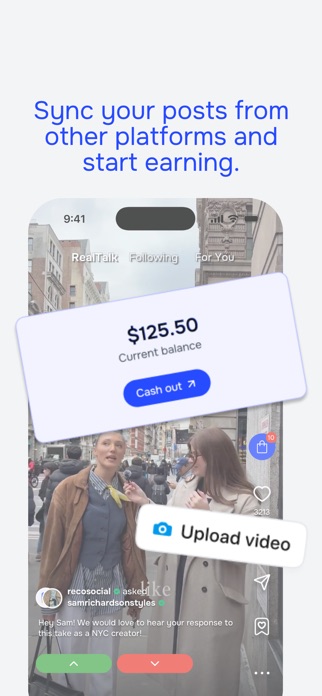 Sync your posts from
other platforms and
start earning.
9:41
RealTalk Following For You
$125.50
Current balance
Cash out
10
3213
Upload video
like
recosocial asked
samrichardsonstyles
Hey Sam! We would love to hear your response to
this take as a NYC creator!